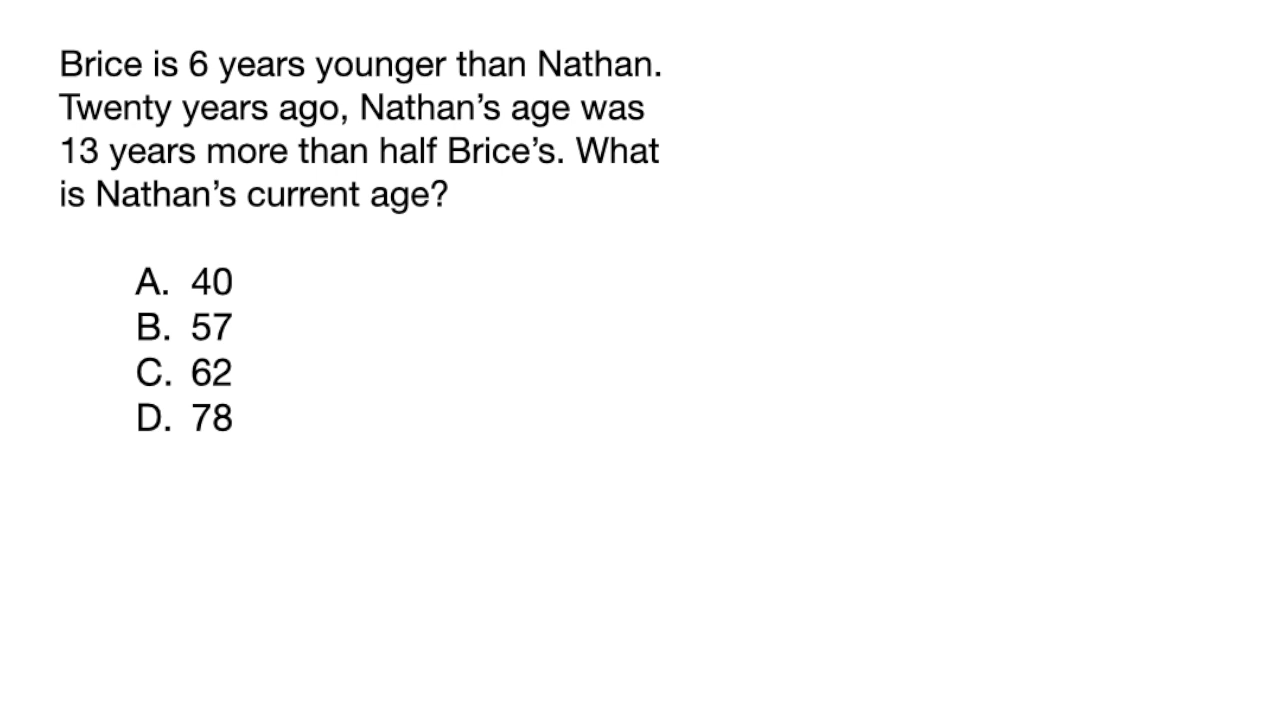 Brice is 6 years younger than Nathan.
Twenty years ago, Nathan’s age was
13 years more than half Brice’s. What
is Nathan’s current age?
A. 40
B. 57
C. 62
D. 78